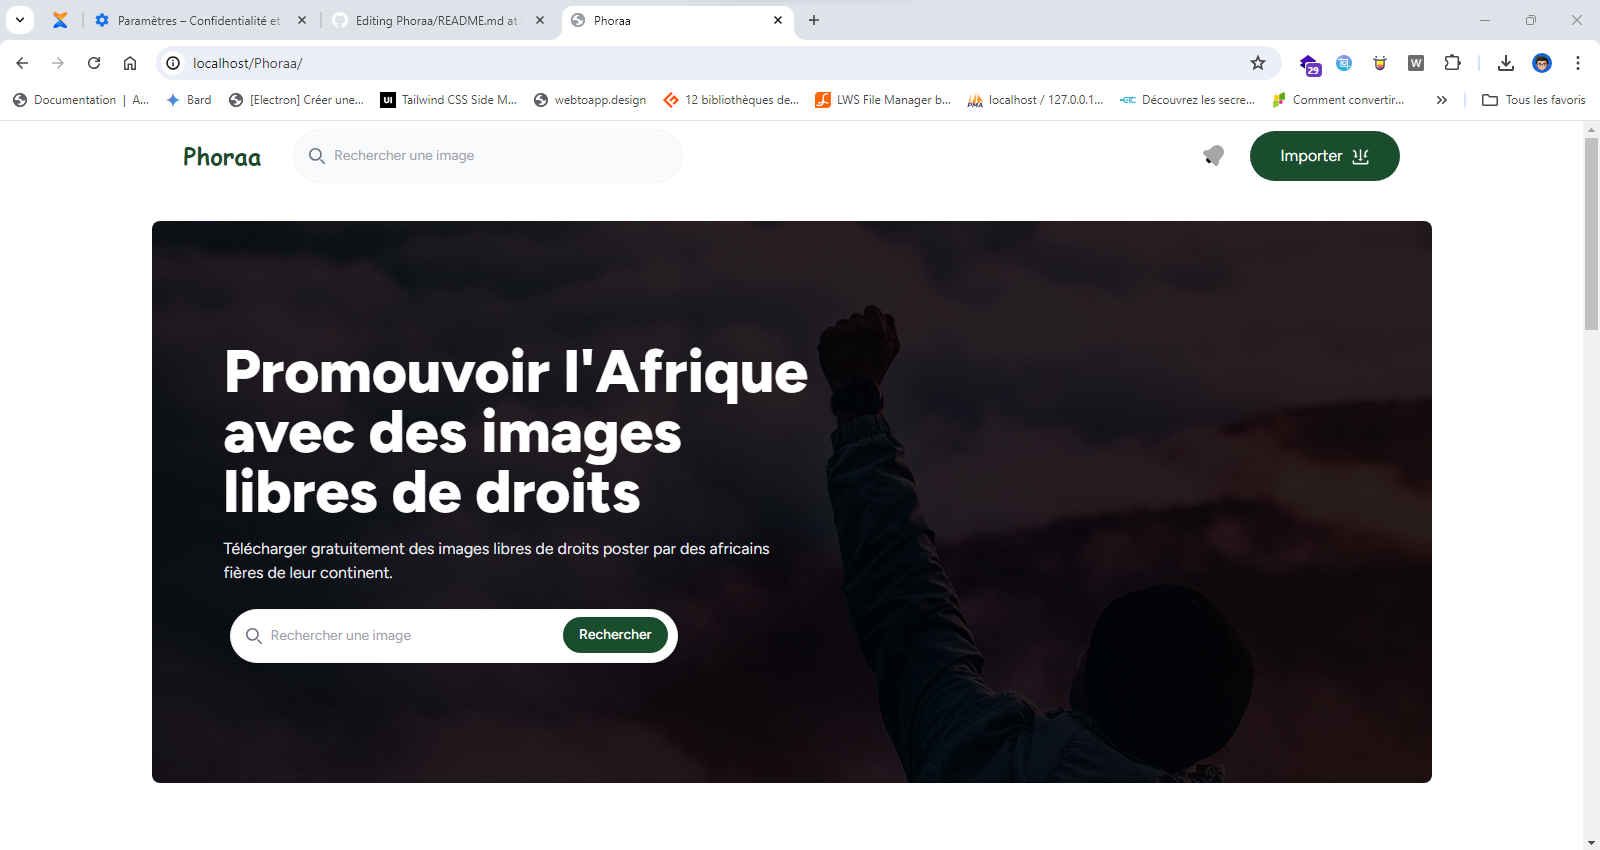 Paramètres – Confidentialité et
Editing Phoraa/README.md at
Phoraa
localhost/Phoraa/
29
W
Documentation | A...
Bard
[Electron] Créer une...
UI
Tailwind CSS Side M...
webtoapp.design
12 bibliothèques de...
LWS File Manager b...
PMA
localhost / 127.0.0.1...
Découvrez les secre...
Comment convertir...
Tous les favoris
Phoraa
Rechercher une image
Importer
Promouvoir l'Afrique
avec des images
libres de droits
Télécharger gratuitement des images libres de droits poster par des africains
fières de leur continent.
Rechercher une image
Rechercher